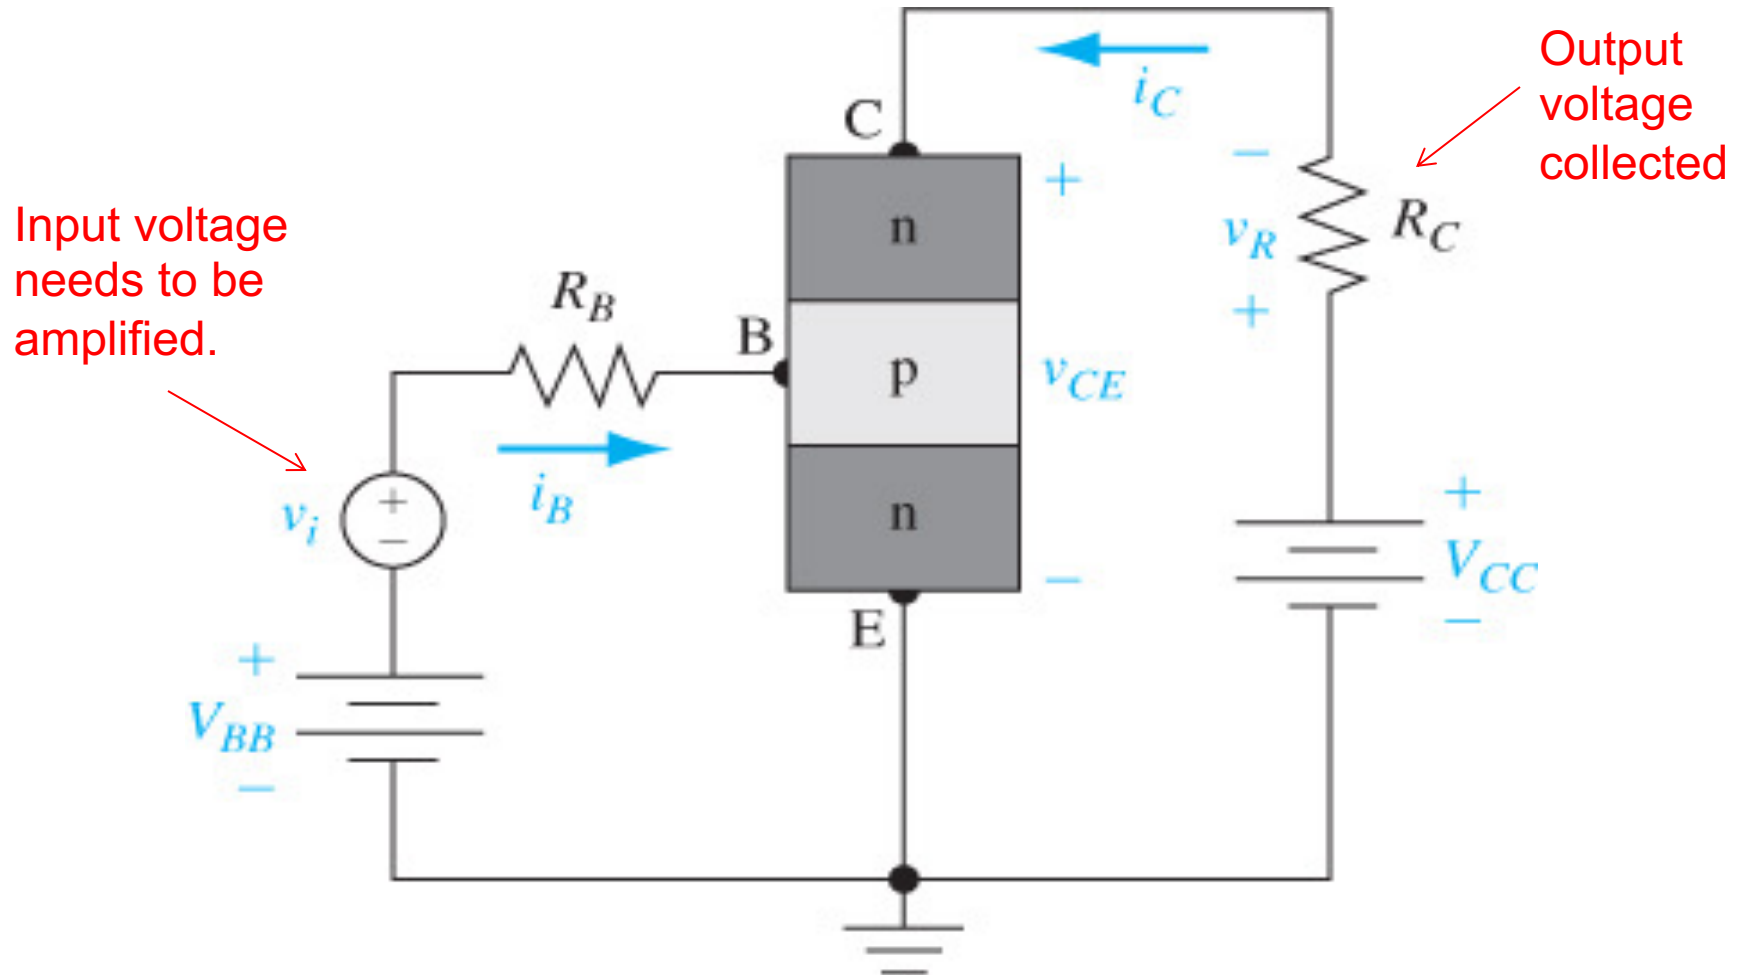 Output
voltage
collected
Input voltage
needs to be
amplified.
i_C
C
+
−
n
v_R
R_C
R_B
B
p
v_CE
+
i_B
n
+
−
v_i
+
V_CC
−
−
E
+
V_BB
−